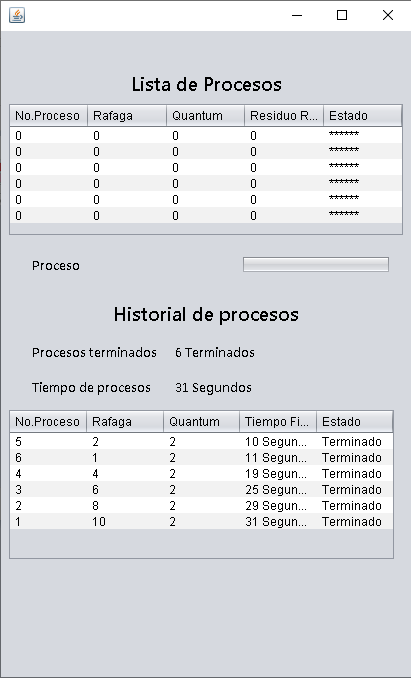 Lista de Procesos
No.Proceso Rafaga Quantum Residuo R... Estado
0 0 0 0 ******
0 0 0 0 ******
0 0 0 0 ******
0 0 0 0 ******
0 0 0 0 ******
0 0 0 0 ******
Proceso
Historial de procesos
Procesos terminados 6 Terminados
Tiempo de procesos 31 Segundos
No.Proceso Rafaga Quantum Tiempo Fi... Estado
5 2 2 10 Segun... Terminado
6 1 2 11 Segun... Terminado
4 4 2 19 Segun... Terminado
3 6 2 25 Segun... Terminado
2 8 2 29 Segun... Terminado
1 10 2 31 Segun... Terminado